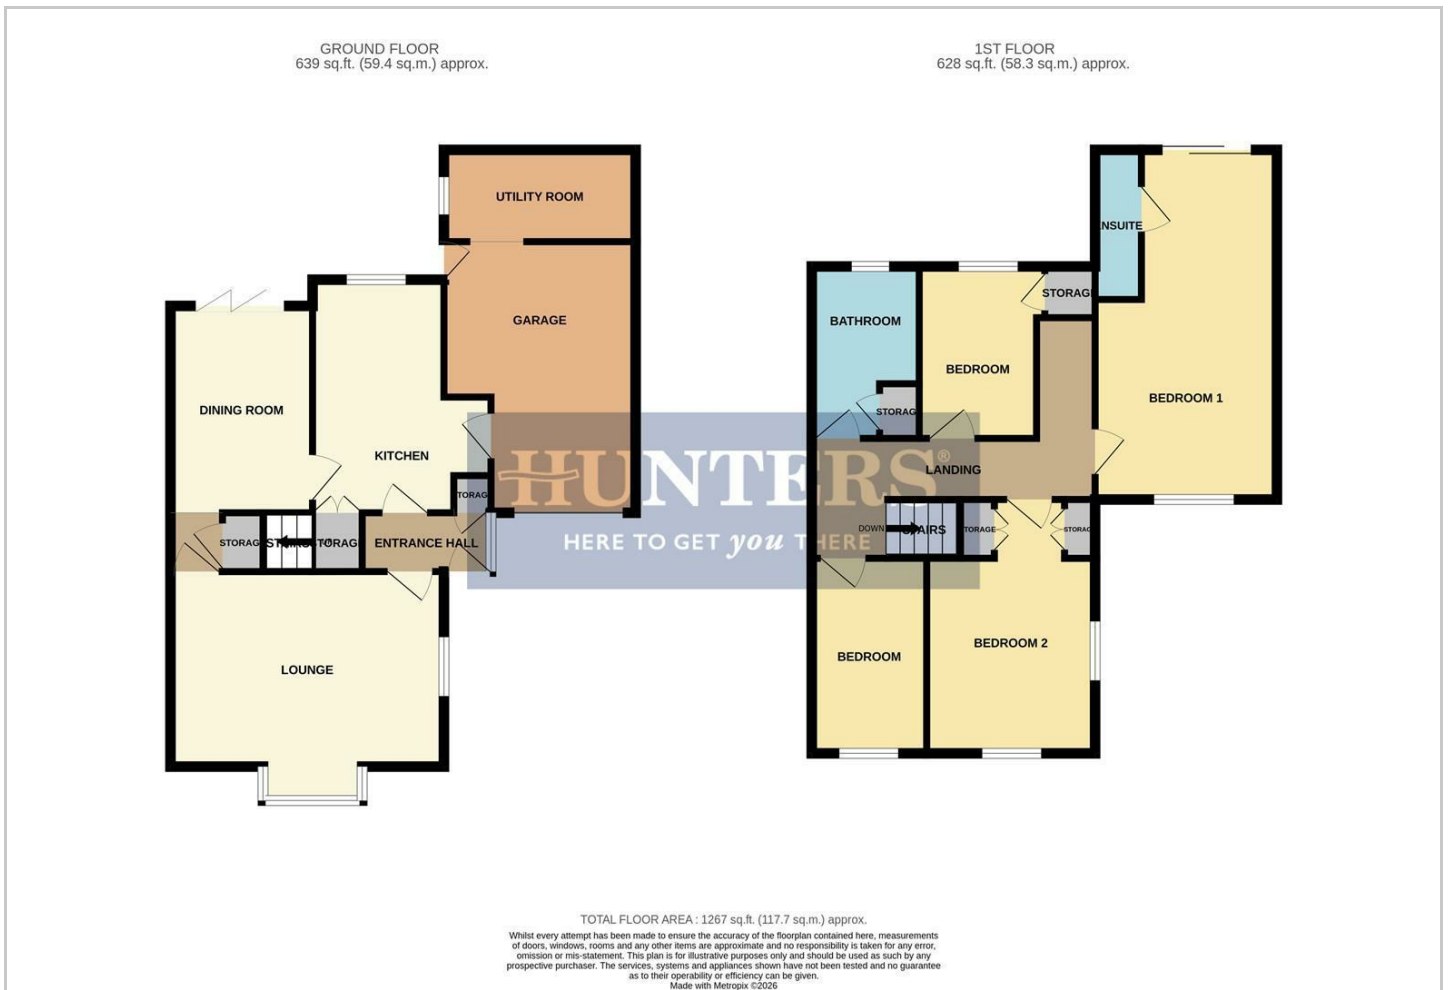 GROUND FLOOR
639 sq.ft. (59.4 sq.m.) approx.
1ST FLOOR
628 sq.ft. (58.3 sq.m.) approx.
UTILITY ROOM
GARAGE
DINING ROOM
KITCHEN
STORAGE
STORAGE
STAIRS
STORAGE
ENTRANCE HALL
LOUNGE
ENSUITE
STORAGE
BATHROOM
BEDROOM
BEDROOM 1
STORAGE
LANDING
DOWN
STAIRS
STORAGE
STORAGE
BEDROOM
BEDROOM 2
HUNTERS®
HERE TO GET you THERE
TOTAL FLOOR AREA : 1267 sq.ft. (117.7 sq.m.) approx.
Whilst every attempt has been made to ensure the accuracy of the floorplan contained here, measurements
of doors, windows, rooms and any other items are approximate and no responsibility is taken for any error,
omission or mis-statement. This plan is for illustrative purposes only and should be used as such by any
prospective purchaser. The services, systems and appliances shown have not been tested and no guarantee
as to their operability or efficiency can be given.
Made with Metropix ©2026